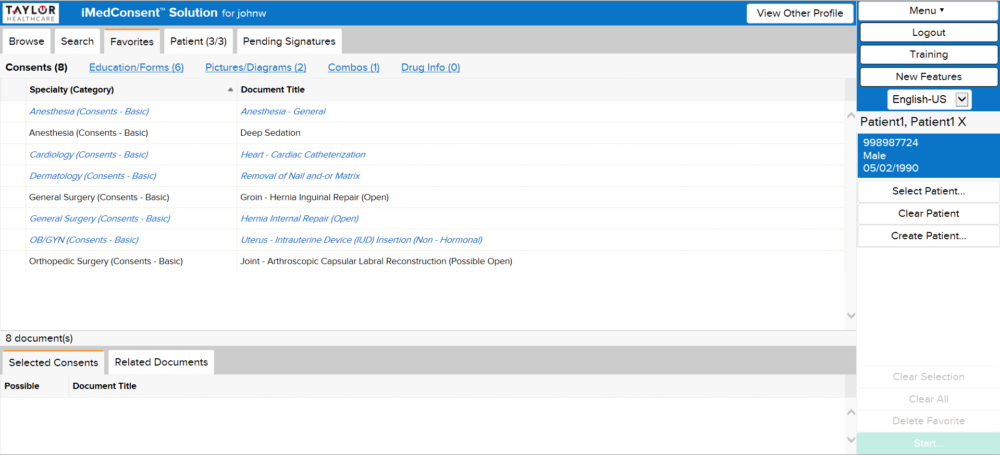 TAYLOR
HEALTHCARE
iMedConsent™ Solution for johnw
View Other Profile
Menu ▼
Logout
Training
New Features
English-US
Browse
Search
Favorites
Patient (3/3)
Pending Signatures
Consents (8)
Education/Forms (6)
Pictures/Diagrams (2)
Combos (1)
Drug Info (0)
Specialty (Category) ▲ Document Title
Anesthesia (Consents - Basic) Anesthesia - General
Anesthesia (Consents - Basic) Deep Sedation
Cardiology (Consents - Basic) Heart - Cardiac Catheterization
Dermatology (Consents - Basic) Removal of Nail and-or Matrix
General Surgery (Consents - Basic) Groin - Hernia Inguinal Repair (Open)
General Surgery (Consents - Basic) Hernia Internal Repair (Open)
OB/GYN (Consents - Basic) Uterus - Intrauterine Device (IUD) Insertion (Non - Hormonal)
Orthopedic Surgery (Consents - Basic) Joint - Arthroscopic Capsular Labral Reconstruction (Possible Open)
8 document(s)
Selected Consents
Related Documents
Possible Document Title
Patient1, Patient1 X
998987724
Male
05/02/1990
Select Patient...
Clear Patient
Create Patient...
Clear Selection
Clear All
Delete Favorite
Start...